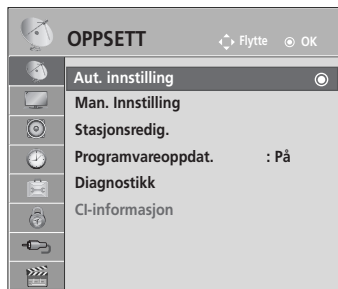 OPPSETT Flytte OK
Aut. innstilling
Man. Innstilling
Stasjonsredig.
Programvareoppdat. : På
Diagnostikk
CI-informasjon